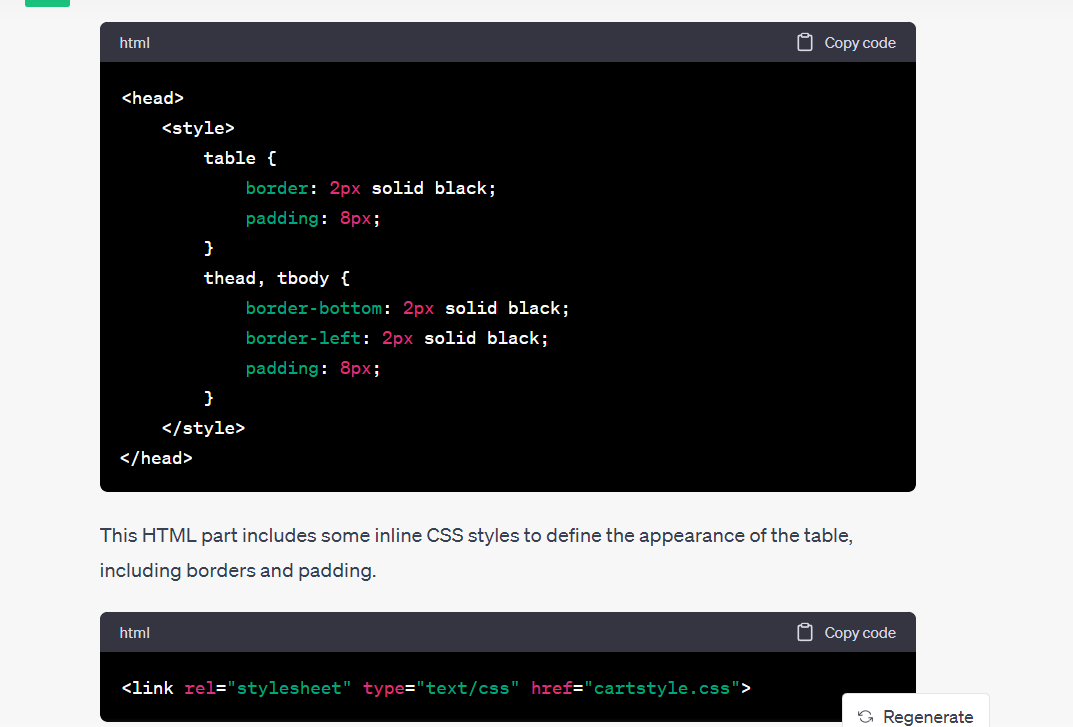 html
Copy code
<head>
    <style>
        table {
            border: 2px solid black;
            padding: 8px;
        }
        thead, tbody {
            border-bottom: 2px solid black;
            border-left: 2px solid black;
            padding: 8px;
        }
    </style>
</head>
This HTML part includes some inline CSS styles to define the appearance of the table,
including borders and padding.
html
Copy code
<link rel="stylesheet" type="text/css" href="cartstyle.css">
Regenerate